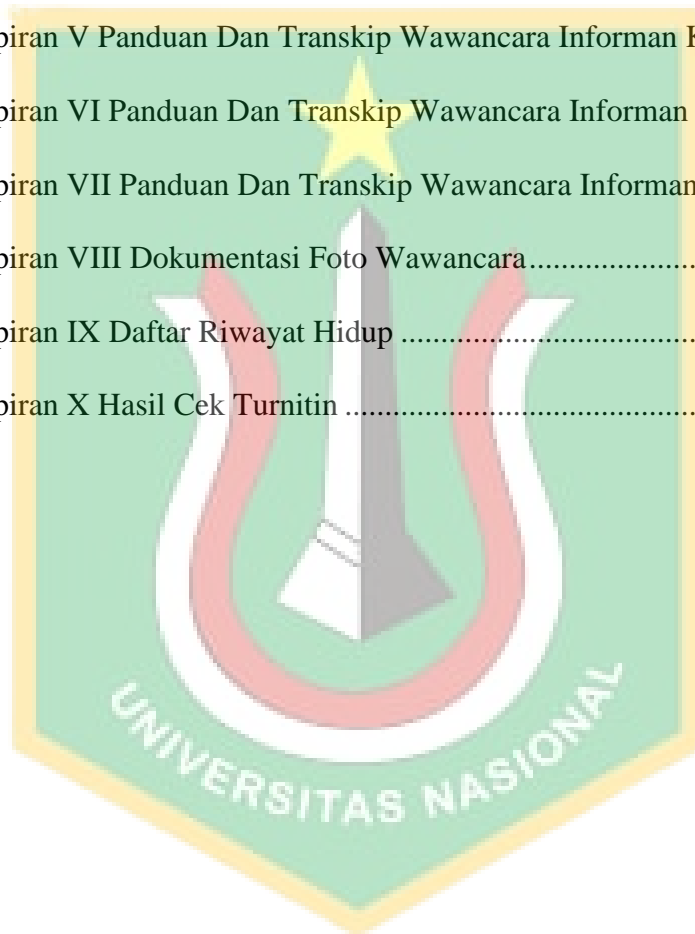 piran V Panduan Dan Transkip Wawancara Informan K
piran VI Panduan Dan Transkip Wawancara Informan
piran VII Panduan Dan Transkip Wawancara Informan
piran VIII Dokumentasi Foto Wawancara.....................
piran IX Daftar Riwayat Hidup .....................................
piran X Hasil Cek Turnitin ............................................
UNIVERSITAS NASIONAL